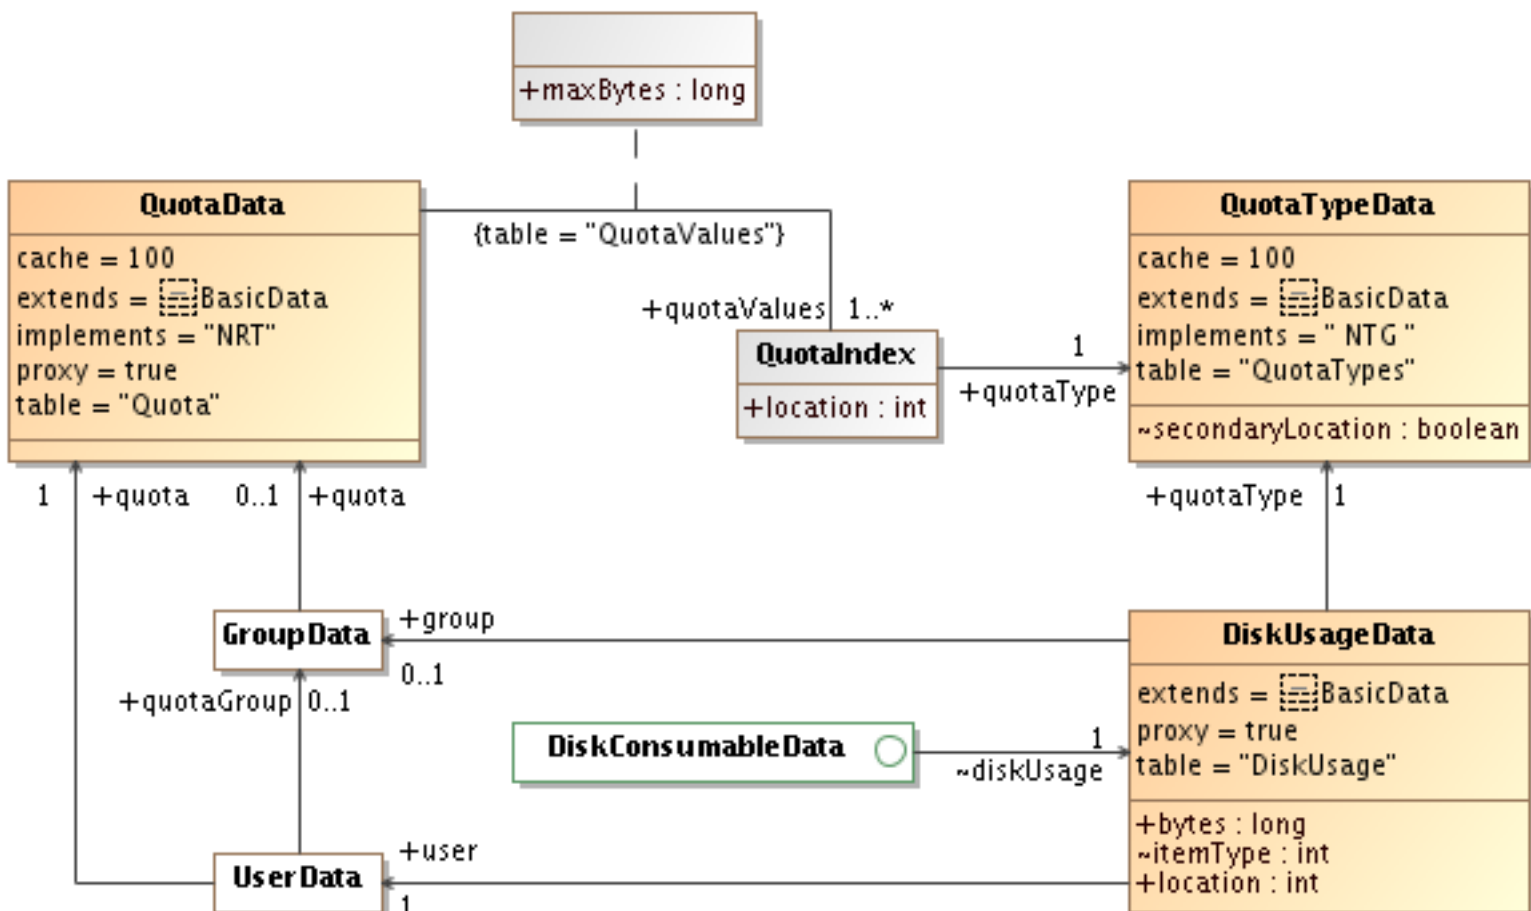 +maxBytes : long
QuotaData
cache = 100
extends = BasicData
implements = "NRT"
proxy = true
table = "Quota"
{table = "QuotaValues"}
+quotaValues 1..*
QuotaIndex
+location : int
1
+quotaType
QuotaTypeData
cache = 100
extends = BasicData
implements = " NTG "
table = "QuotaTypes"
~secondaryLocation : boolean
1 +quota 0..1 +quota
+quotaType 1
GroupData
+group
0..1
+quotaGroup 0..1
DiskConsumableData
1
~diskUsage
DiskUsageData
extends = BasicData
proxy = true
table = "DiskUsage"
+bytes : long
~itemType : int
+location : int
UserData
+user
1